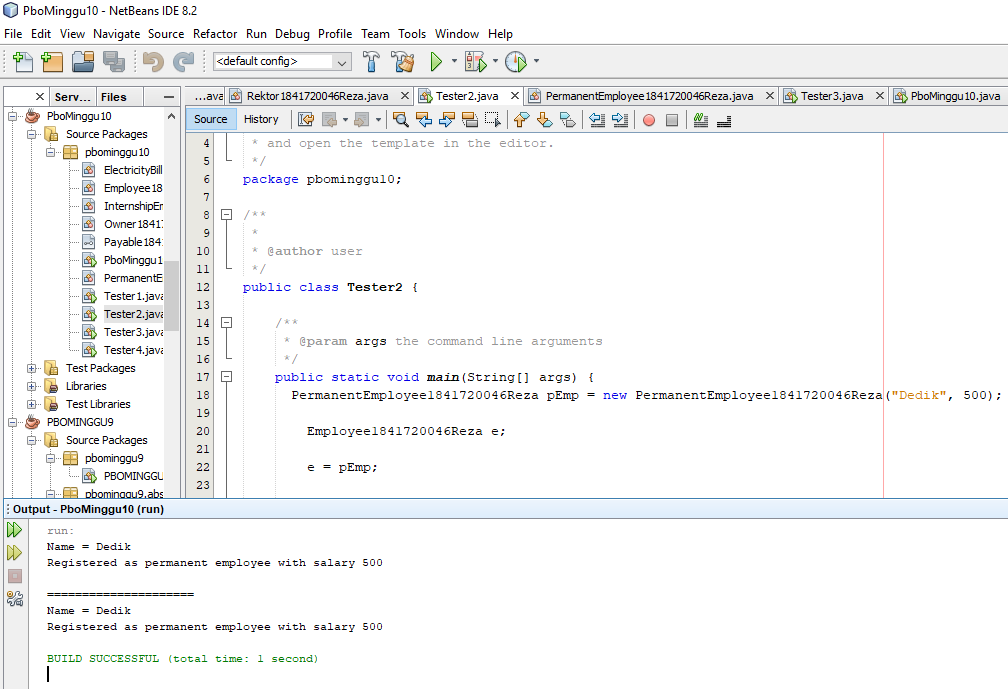 PboMinggu10 - NetBeans IDE 8.2
File Edit View Navigate Source Refactor Run Debug Profile Team Tools Window Help
<default config>
Serv... Files
...ava Rektor1841720046Reza.java Tester2.java PermanentEmployee1841720046Reza.java Tester3.java PboMinggu10.java
Source History
PboMinggu10
Source Packages
pbominggu10
ElectricityBill
Employee18
InternshipEm
Owner1841
Payable184
PboMinggu1
PermanentE
Tester1.java
Tester2.java
Tester3.java
Tester4.java
Test Packages
Libraries
Test Libraries
PBOMINGGU9
Source Packages
pbominggu9
PBOMINGGU
pbominggu9.abs
4 * and open the template in the editor.
5 */
6 package pbominggu10;
7
8 /**
9 *
10 * @author user
11 */
12 public class Tester2 {
13
14 /**
15 * @param args the command line arguments
16 */
17 public static void main(String[] args) {
18 PermanentEmployee1841720046Reza pEmp = new PermanentEmployee1841720046Reza("Dedik", 500);
19
20 Employee1841720046Reza e;
21
22 e = pEmp;
23
Output - PboMinggu10 (run)
run:
Name = Dedik
Registered as permanent employee with salary 500
=====================
Name = Dedik
Registered as permanent employee with salary 500
BUILD SUCCESSFUL (total time: 1 second)